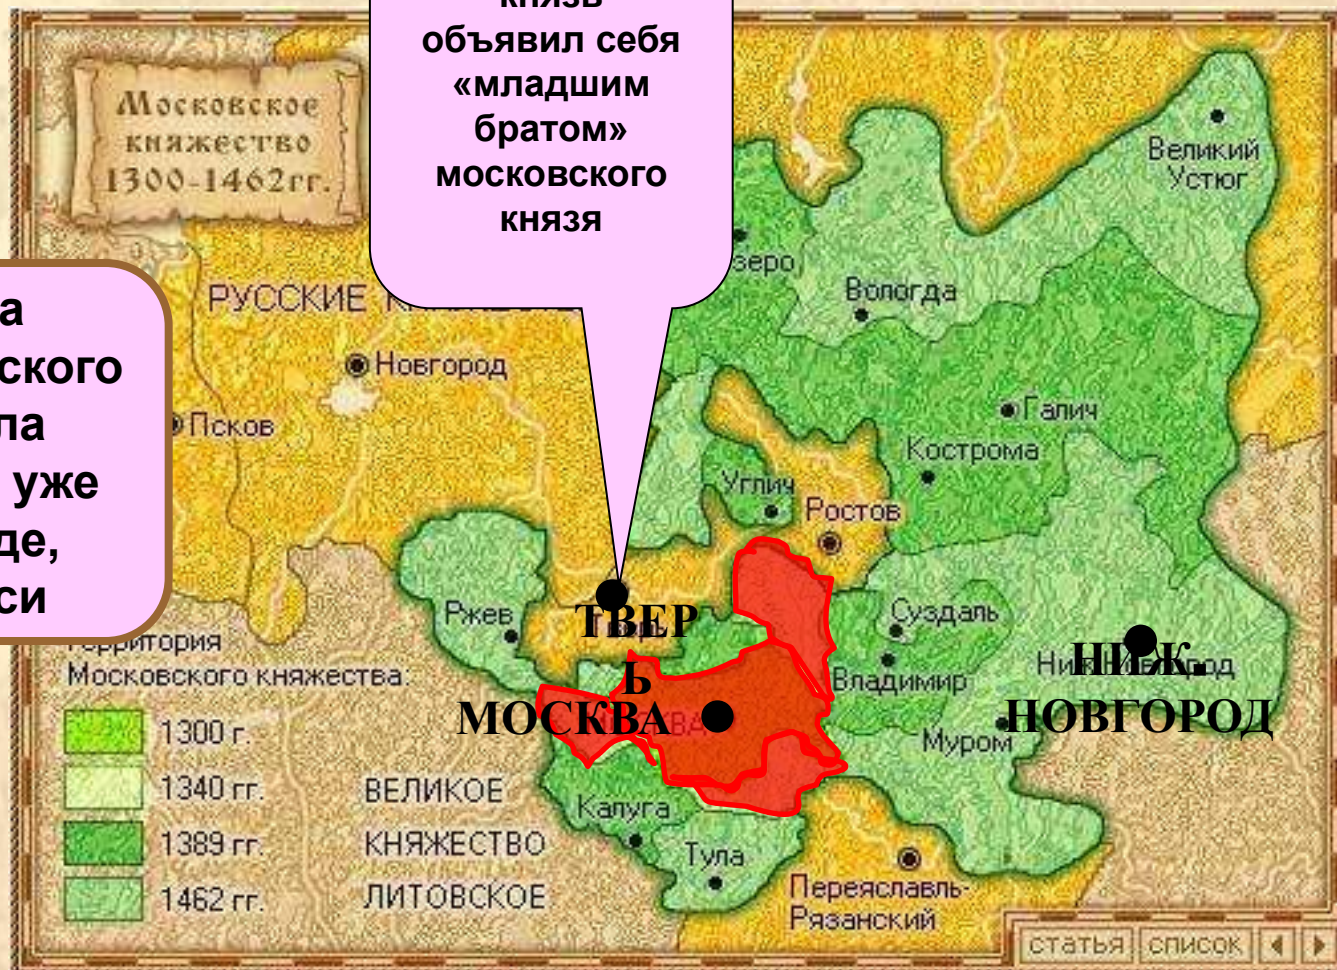 князь
объявил себя
«младшим
братом»
московского
князя
Московское
княжество
1300-1462гг.
Великий
Устюг
зеро
Вологда
РУССКИЕ
а
ского
ла
уже
де,
си
Новгород
Псков
Галич
Кострома
Углич
Ростов
Ржев
ТВЕР
Ь
Суздаль
Владимир
НИЖ.
НОВГОРОД
МОСКВА
Муром
Территория
Московского княжества:
1300 г.
1340 гг.
1389 гг.
1462 гг.
ВЕЛИКОЕ
КНЯЖЕСТВО
ЛИТОВСКОЕ
Калуга
Тула
Переяславль-
Рязанский
статья список